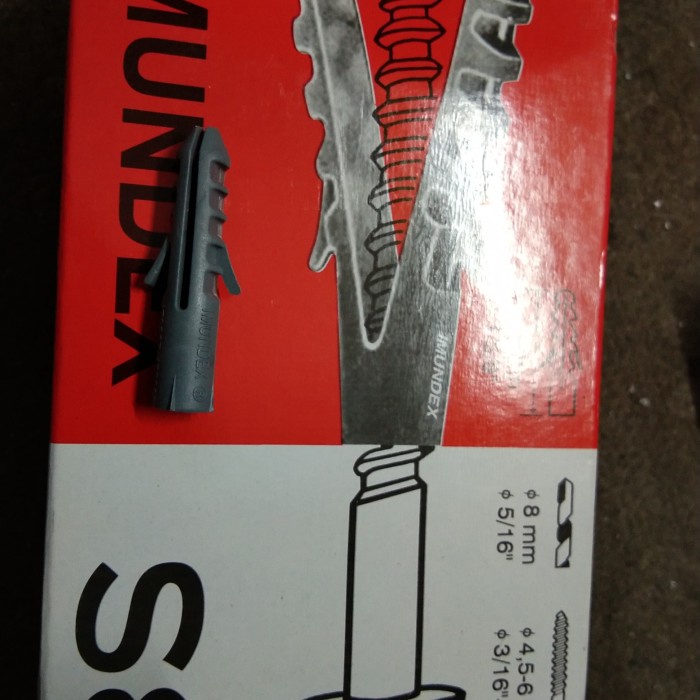 MUNDEX
MUNDEX ®
MUNDEX
φ 8 mm
φ 5/16"
φ 4,5-6
φ 3/16"
S8